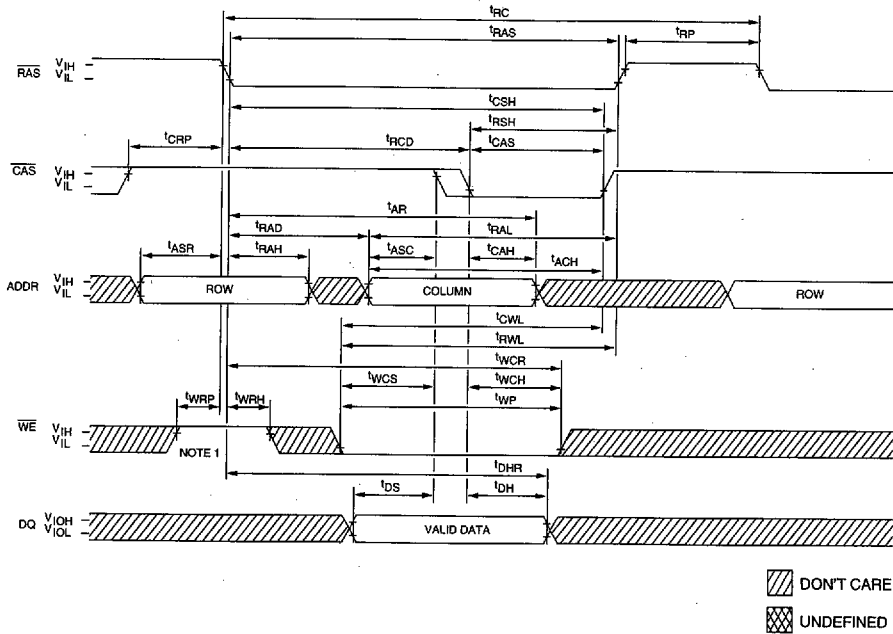 tRC
tRAS
tRP
RAS VIH
VIL
tCSH
tRSH
tCRP
tRCD
tCAS
CAS VIH
VIL
tAR
tRAD
tRAL
tASR
tRAH
tASC
tCAH
tACH
ADDR VIH
VIL
ROW
COLUMN
ROW
tCWL
tRWL
tWCR
tWCS
tWCH
tWRP
tWRH
tWP
WE VIH
VIL
NOTE 1
tDHR
tDS
tDH
DQ VIOH
VIOL
VALID DATA
DON'T CARE
UNDEFINED